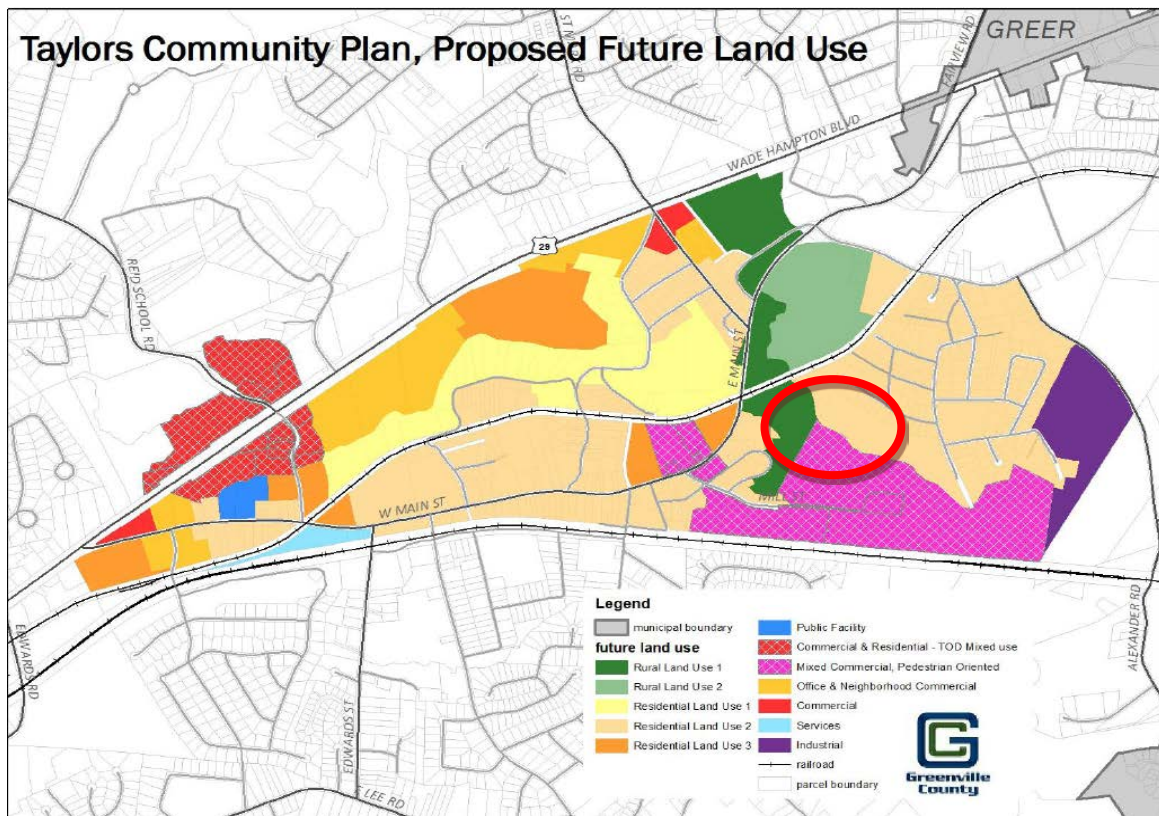 Taylors Community Plan, Proposed Future Land Use
GREER
FAIRVIEW RD
WADE HAMPTON BLVD
29
REID SCHOOL RD
E MAIN ST
W MAIN ST
MILL ST
EDWARDS RD
EDWARDS ST
E LEE RD
ALEXANDER RD
Legend
municipal boundary
future land use
Rural Land Use 1
Rural Land Use 2
Residential Land Use 1
Residential Land Use 2
Residential Land Use 3
Public Facility
Commercial & Residential - TOD Mixed use
Mixed Commercial, Pedestrian Oriented
Office & Neighborhood Commercial
Commercial
Services
Industrial
railroad
parcel boundary
Greenville
County